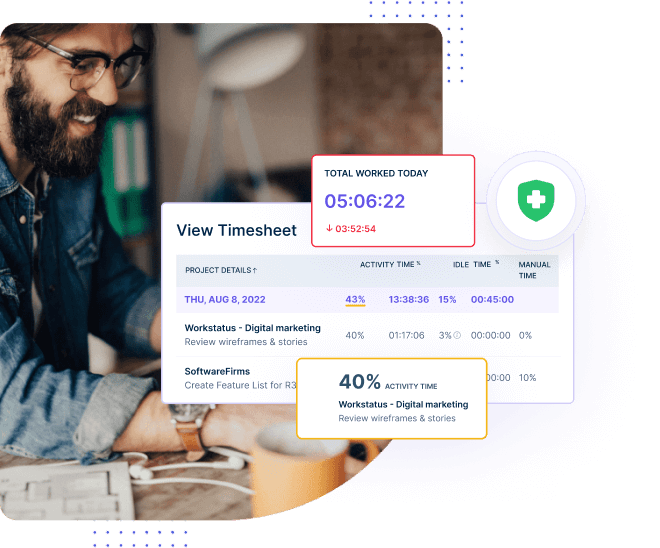 TOTAL WORKED TODAY
05:06:22
↓ 03:52:54
View Timesheet
PROJECT DETAILS↑ ACTIVITY TIME % IDLE TIME % MANUAL TIME
THU, AUG 8, 2022 43% 13:38:36 15% 00:45:00
Workstatus - Digital marketing 40% 01:17:06 3% 00:00:00 0%
Review wireframes & stories
SoftwareFirms :00:00 10%
Create Feature List for R3
40% ACTIVITY TIME
Workstatus - Digital marketing
Review wireframes & stories